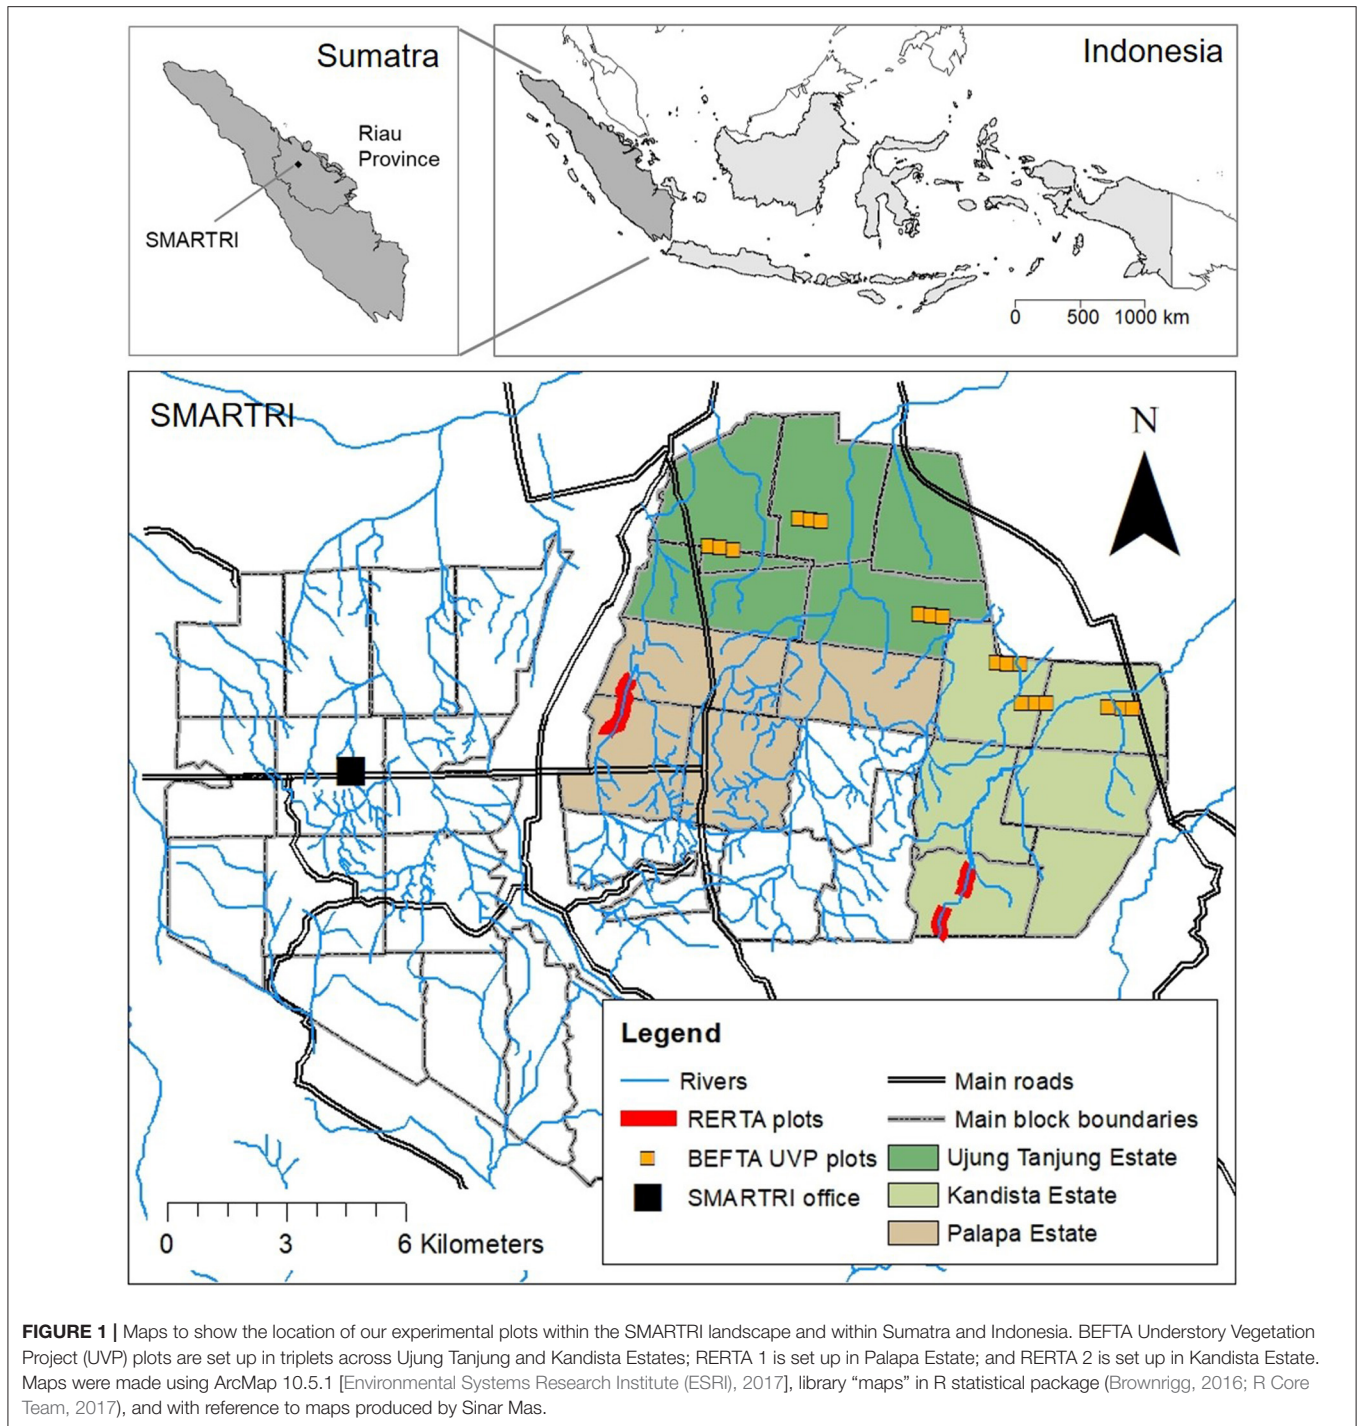 Sumatra
Riau
Province
SMARTRI
Indonesia
0 500 1000 km
SMARTRI
N
Legend
Rivers
RERTA plots
BEFTA UVP plots
SMARTRI office
Main roads
Main block boundaries
Ujung Tanjung Estate
Kandista Estate
Palapa Estate
0 3 6 Kilometers
FIGURE 1 | Maps to show the location of our experimental plots within the SMARTRI landscape and within Sumatra and Indonesia. BEFTA Understory Vegetation
Project (UVP) plots are set up in triplets across Ujung Tanjung and Kandista Estates; RERTA 1 is set up in Palapa Estate; and RERTA 2 is set up in Kandista Estate.
Maps were made using ArcMap 10.5.1 [Environmental Systems Research Institute (ESRI), 2017], library “maps” in R statistical package (Brownrigg, 2016; R Core
Team, 2017), and with reference to maps produced by Sinar Mas.